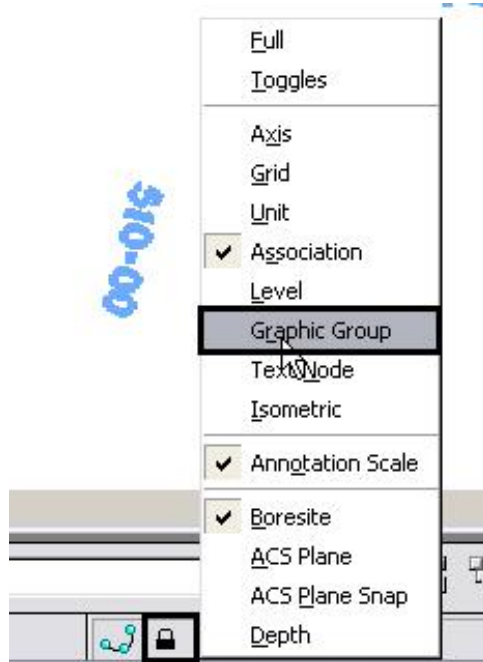 Full
Toggles
Axis
Grid
Unit
Association
Level
Graphic Group
Text Node
Isometric
Annotation Scale
Boresite
ACS Plane
ACS Plane Snap
Depth
510-00